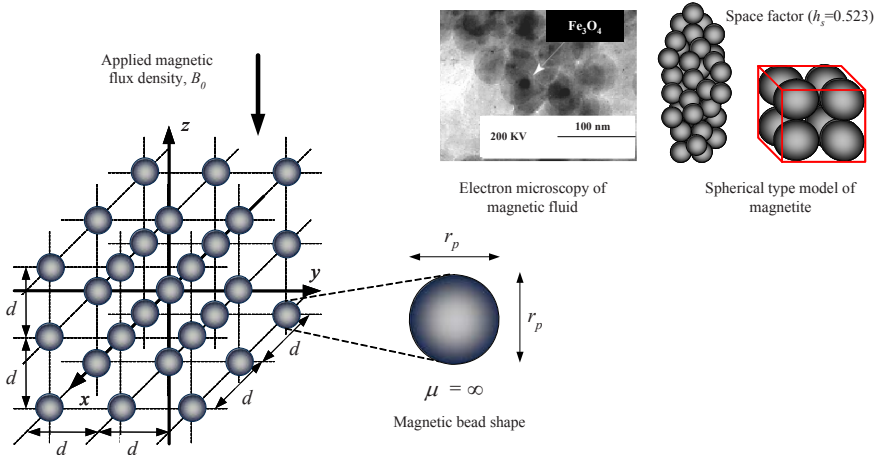 Applied magnetic
flux density, B₀
z
y
x
d
d
d
d
d
d
Fe₃O₄
100 nm
200 KV
Electron microscopy of
magnetic fluid
Space factor (hₛ=0.523)
Spherical type model of
magnetite
rₚ
rₚ
μ = ∞
Magnetic bead shape